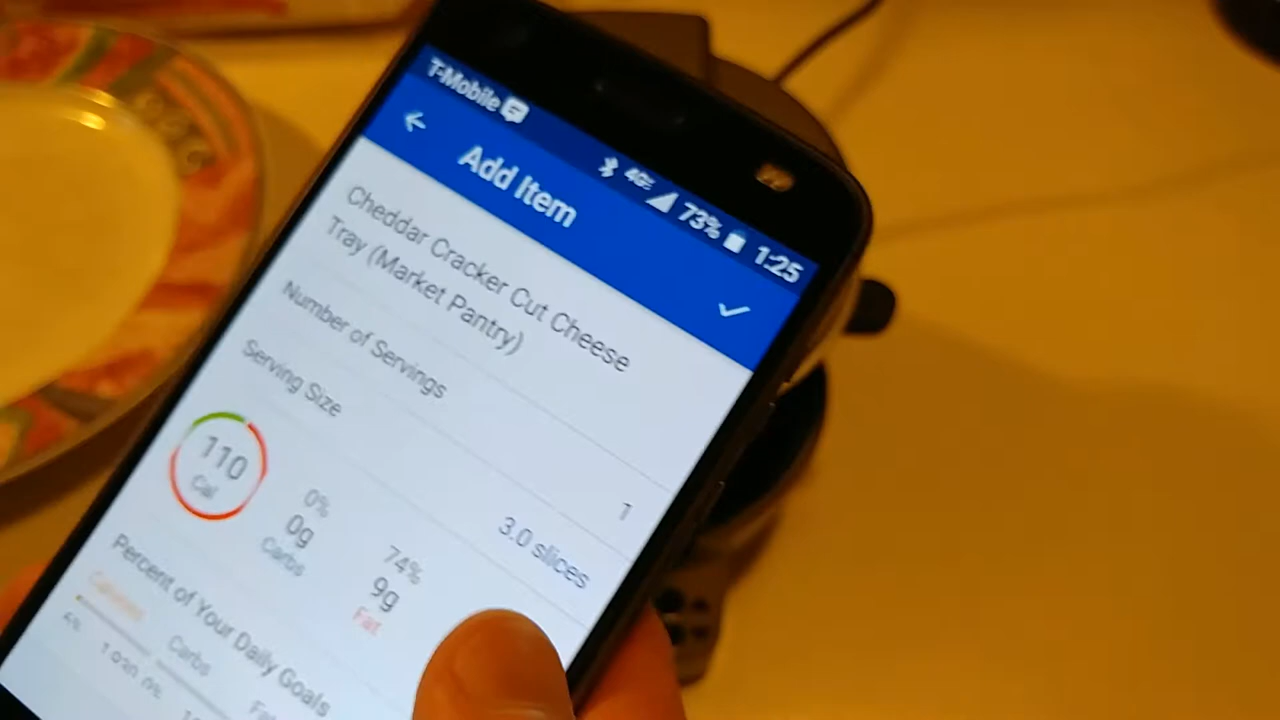 T-Mobile 73% 1:25
Add Item
Cheddar Cracker Cut Cheese
Tray (Market Pantry)
Number of Servings
1
Serving Size
3.0 slices
110
Cal
0%
0g
Carbs
74%
9g
Fat
Percent of Your Daily Goals
Calories
Carbs